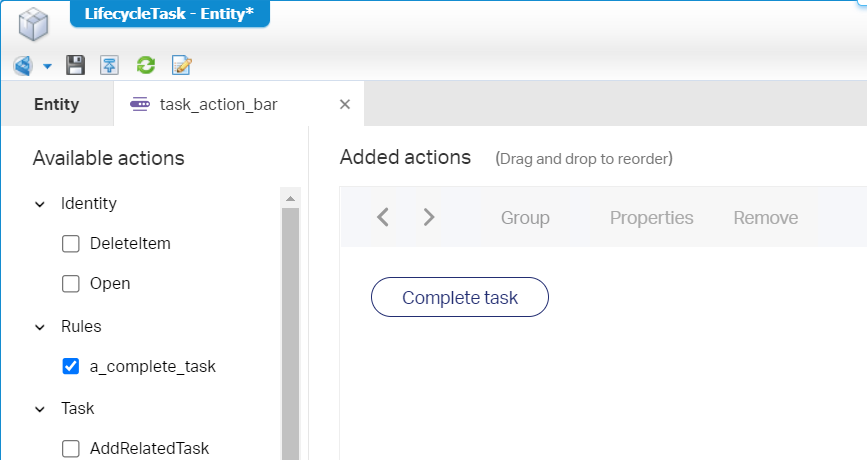 LifecycleTask - Entity*
Entity
task_action_bar
Available actions
Identity
DeleteItem
Open
Rules
a_complete_task
Task
AddRelatedTask
Added actions (Drag and drop to reorder)
Group Properties Remove
Complete task